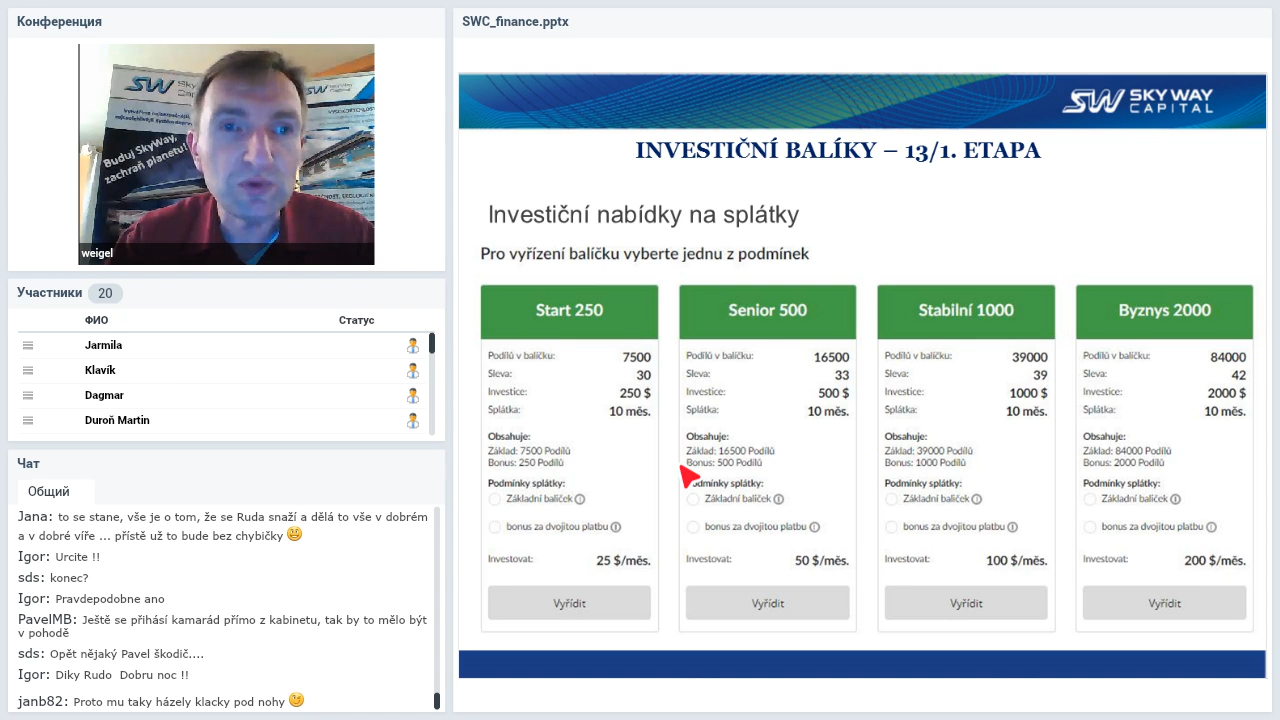 Конференция
SW
Buduj SkyWay,
zachraň planetu!
weigel
Участники 20
ФИО Статус
Jarmila
Klavík
Dagmar
Duroň Martin
Чат
Общий
Jana: to se stane, vše je o tom, že se Ruda snaží a dělá to vše v dobrém
a v dobré víře ... přístě už to bude bez chybičky
Igor: Urcite !!
sds: konec?
Igor: Pravdepodobne ano
PavelMB: Ještě se přihásí kamarád přímo z kabinetu, tak by to mělo být
v pohodě
sds: Opět nějaký Pavel škodič....
Igor: Diky Rudo Dobru noc !!
janb82: Proto mu taky házely klacky pod nohy
SWC_finance.pptx
SW SKY WAY
CAPITAL
INVESTIČNÍ BALÍKY – 13/1. ETAPA
Investiční nabídky na splátky
Pro vyřízení balíčku vyberte jednu z podmínek
Start 250
Podílů v balíčku: 7500
Sleva: 30
Investice: 250 $
Splátka: 10 měs.
Obsahuje:
Základ: 7500 Podílů
Bonus: 250 Podílů
Podmínky splátky:
Základní balíček
bonus za dvojitou platbu
Investovat: 25 $/měs.
Vyřídit
Senior 500
Podílů v balíčku: 16500
Sleva: 33
Investice: 500 $
Splátka: 10 měs.
Obsahuje:
Základ: 16500 Podílů
Bonus: 500 Podílů
Podmínky splátky:
Základní balíček
bonus za dvojitou platbu
Investovat: 50 $/měs.
Vyřídit
Stabilní 1000
Podílů v balíčku: 39000
Sleva: 39
Investice: 1000 $
Splátka: 10 měs.
Obsahuje:
Základ: 39000 Podílů
Bonus: 1000 Podílů
Podmínky splátky:
Základní balíček
bonus za dvojitou platbu
Investovat: 100 $/měs.
Vyřídit
Byznys 2000
Podílů v balíčku: 84000
Sleva: 42
Investice: 2000 $
Splátka: 10 měs.
Obsahuje:
Základ: 84000 Podílů
Bonus: 2000 Podílů
Podmínky splátky:
Základní balíček
bonus za dvojitou platbu
Investovat: 200 $/měs.
Vyřídit